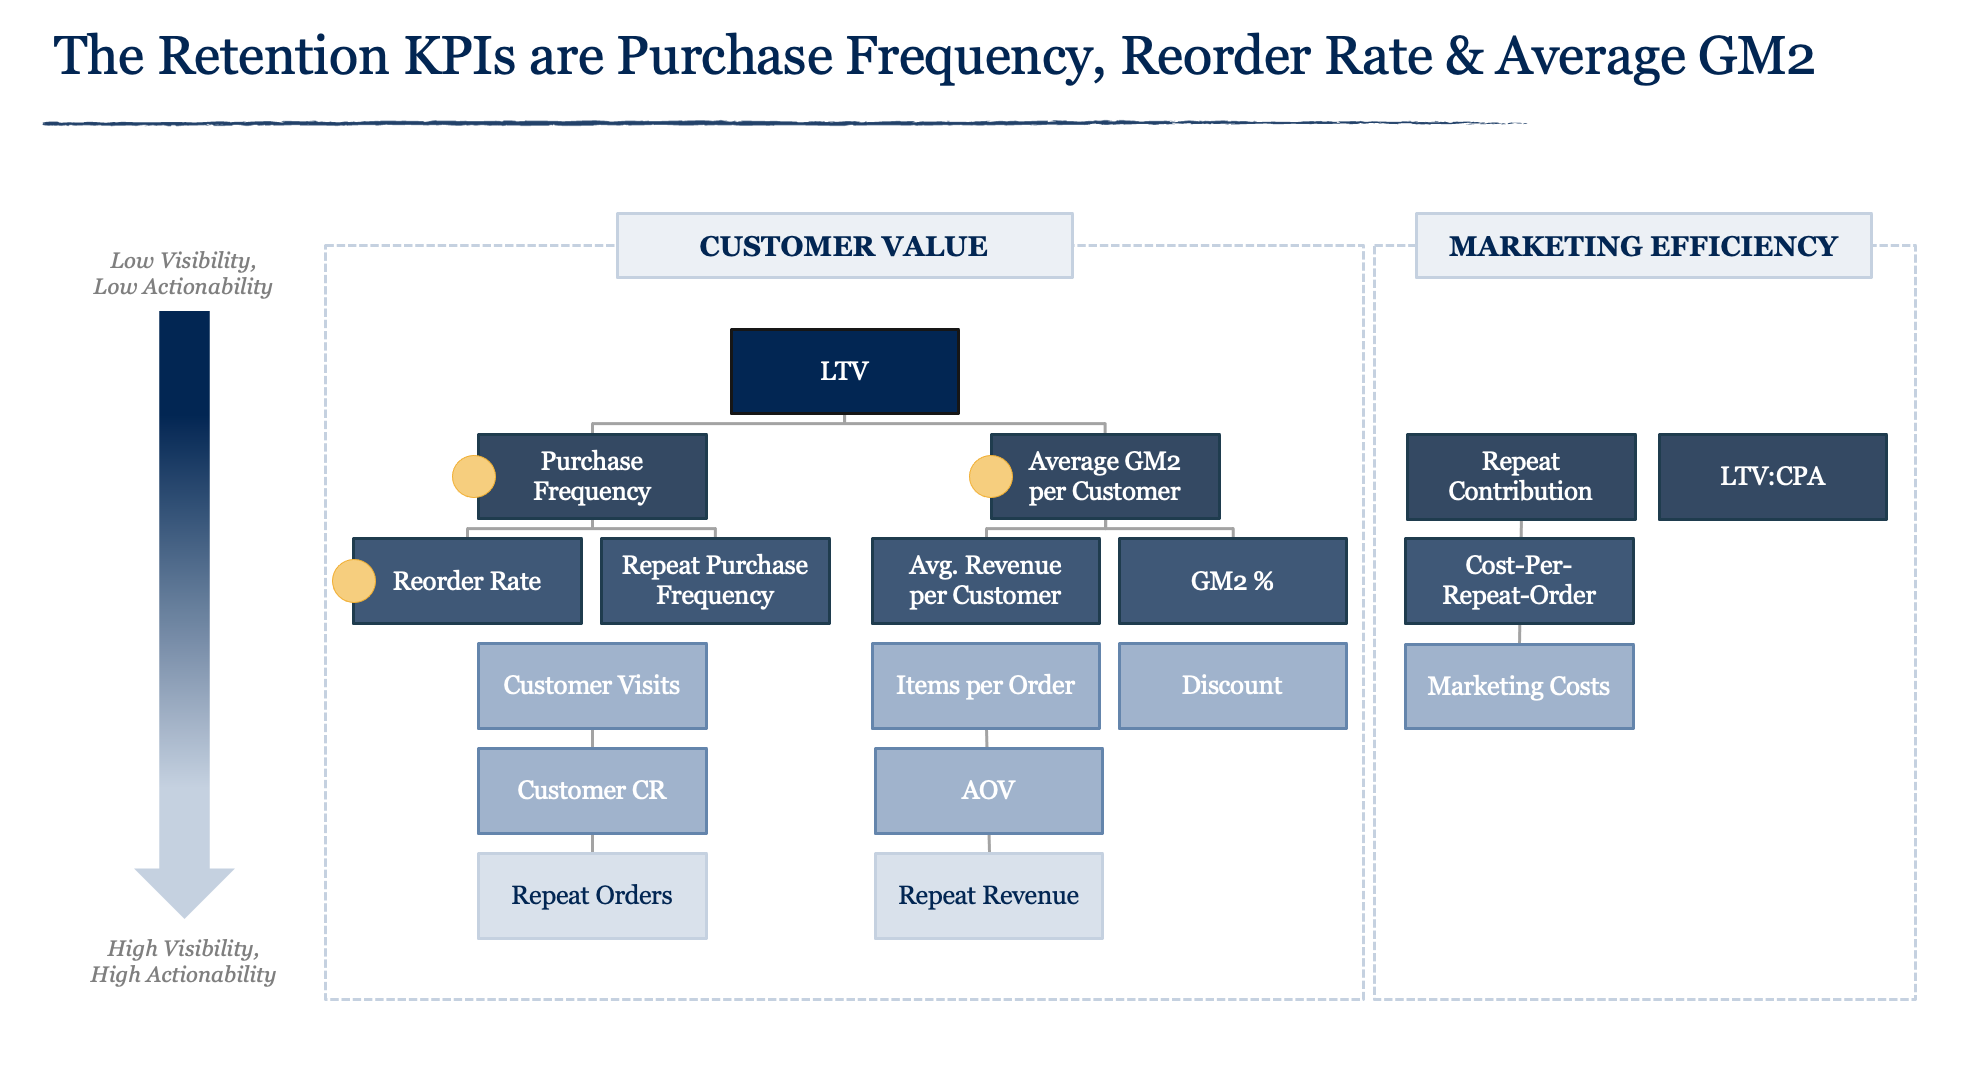 The Retention KPIs are Purchase Frequency, Reorder Rate & Average GM2
CUSTOMER VALUE
MARKETING EFFICIENCY
Low Visibility,
Low Actionability
LTV
Purchase
Frequency
Average GM2
per Customer
Repeat
Contribution
LTV:CPA
Reorder Rate
Repeat Purchase
Frequency
Avg. Revenue
per Customer
GM2 %
Cost-Per-
Repeat-Order
Customer Visits
Items per Order
Discount
Marketing Costs
Customer CR
AOV
Repeat Orders
Repeat Revenue
High Visibility,
High Actionability